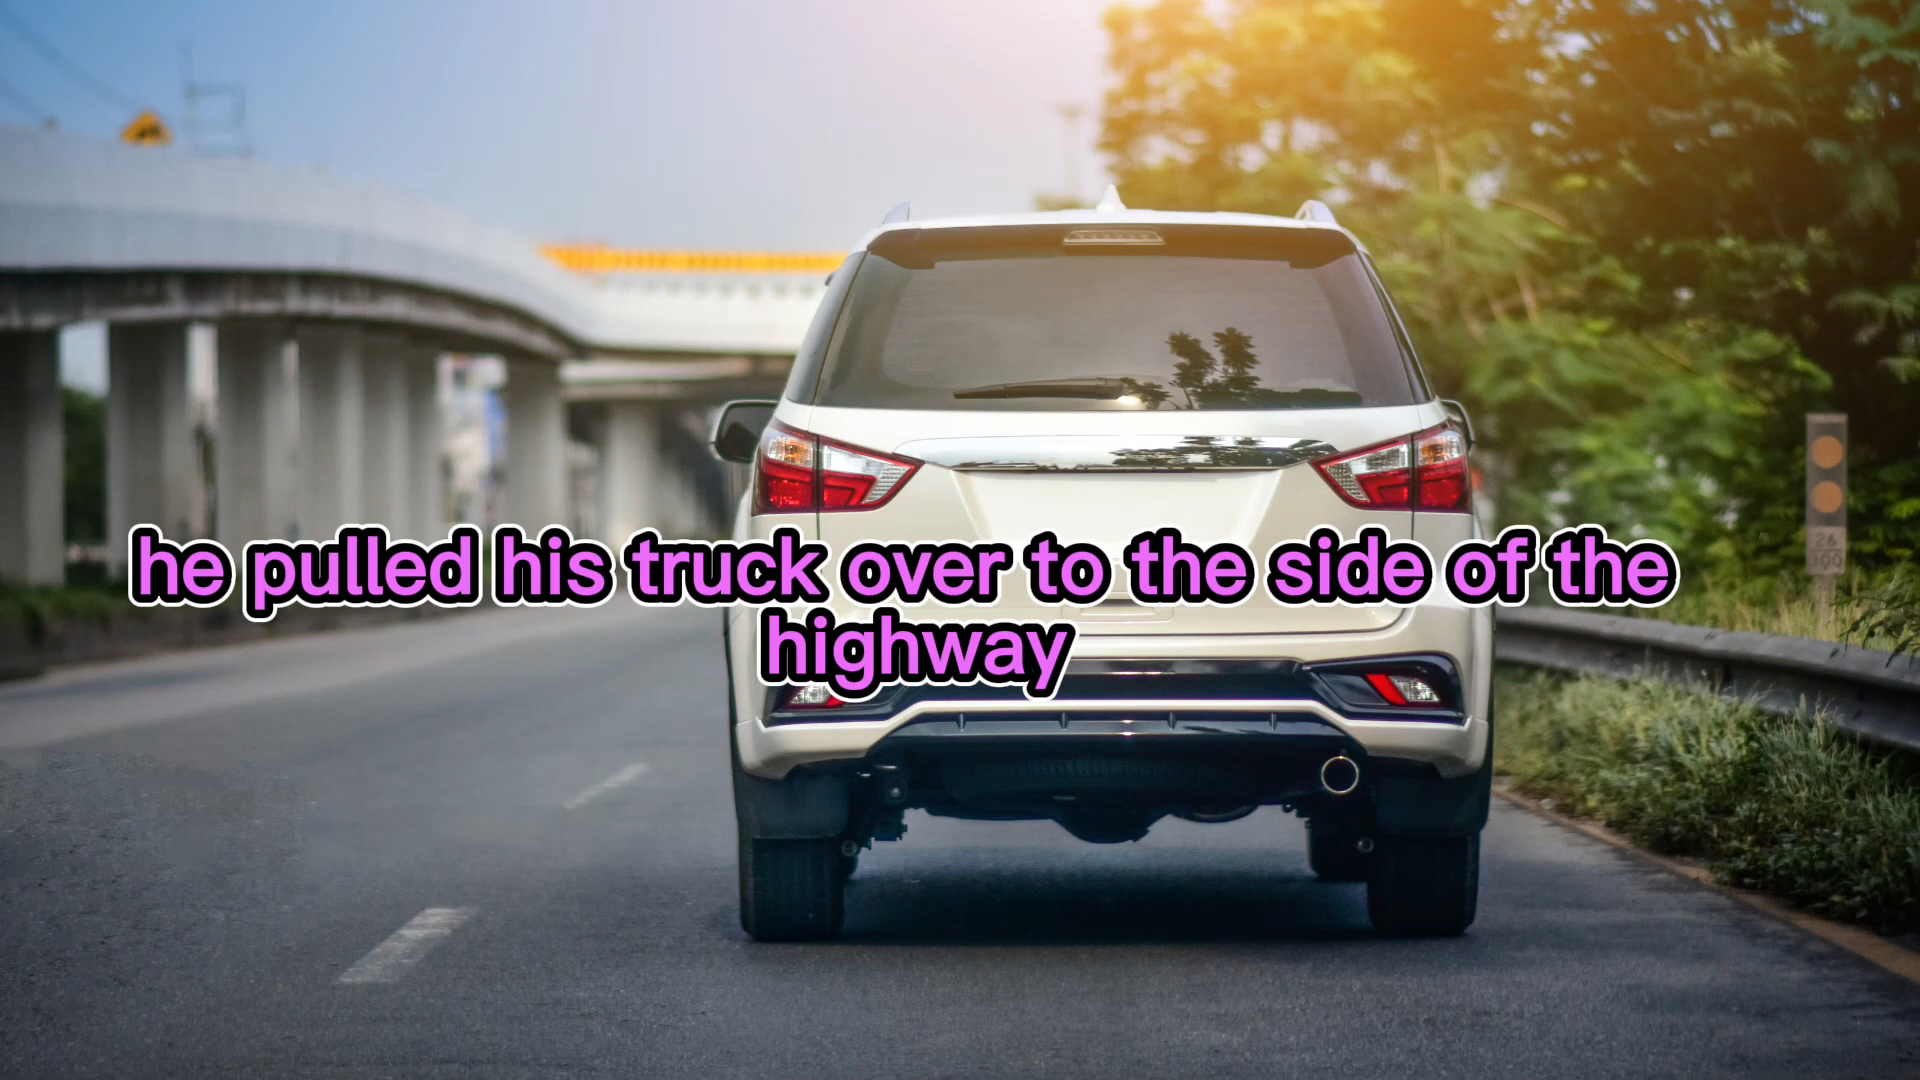 he pulled his truck over to the side of the
highway
26
300